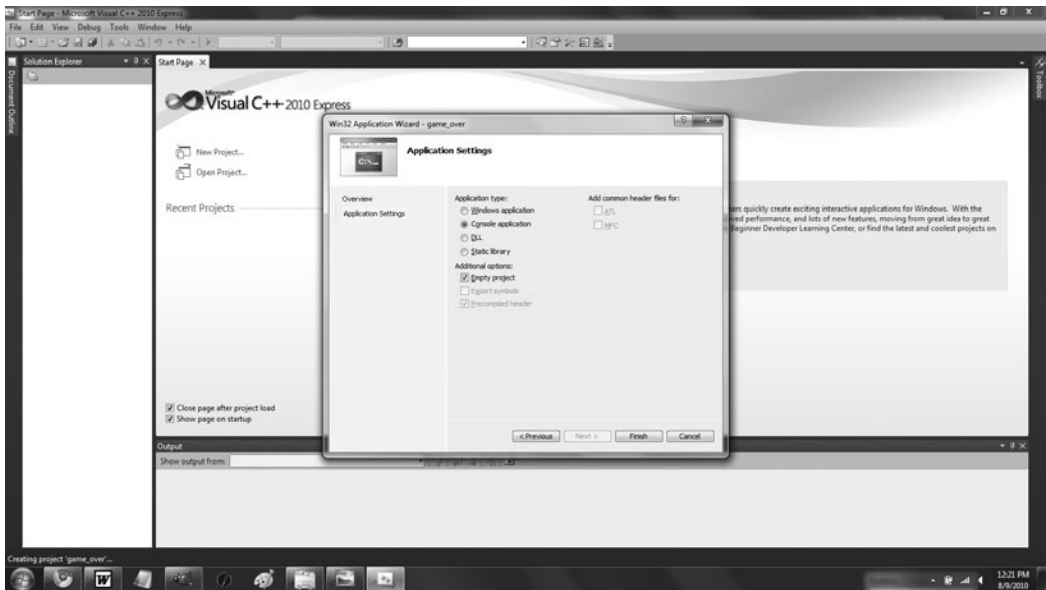 Start Page - Microsoft Visual C++ 2010 Express
File Edit View Debug Tools Window Help
Solution Explorer
Start Page
Document Outline
Toolbox
Microsoft®
Visual C++ 2010 Express
New Project...
Open Project...
Recent Projects
ers quickly create exciting interactive applications for Windows. With the
ved performance, and lots of new features, moving from great idea to great
Beginner Developer Learning Center, or find the latest and coolest projects on
Win32 Application Wizard - game_over
C:\_
Application Settings
Overview
Application Settings
Application type:
Windows application
Console application
DLL
Static library
Additional options:
Empty project
Export symbols
Precompiled header
Add common header files for:
ATL
MFC
< Previous
Next >
Finish
Cancel
Close page after project load
Show page on startup
Output
Show output from:
Creating project 'game_over'...
W
12:21 PM
8/9/2010